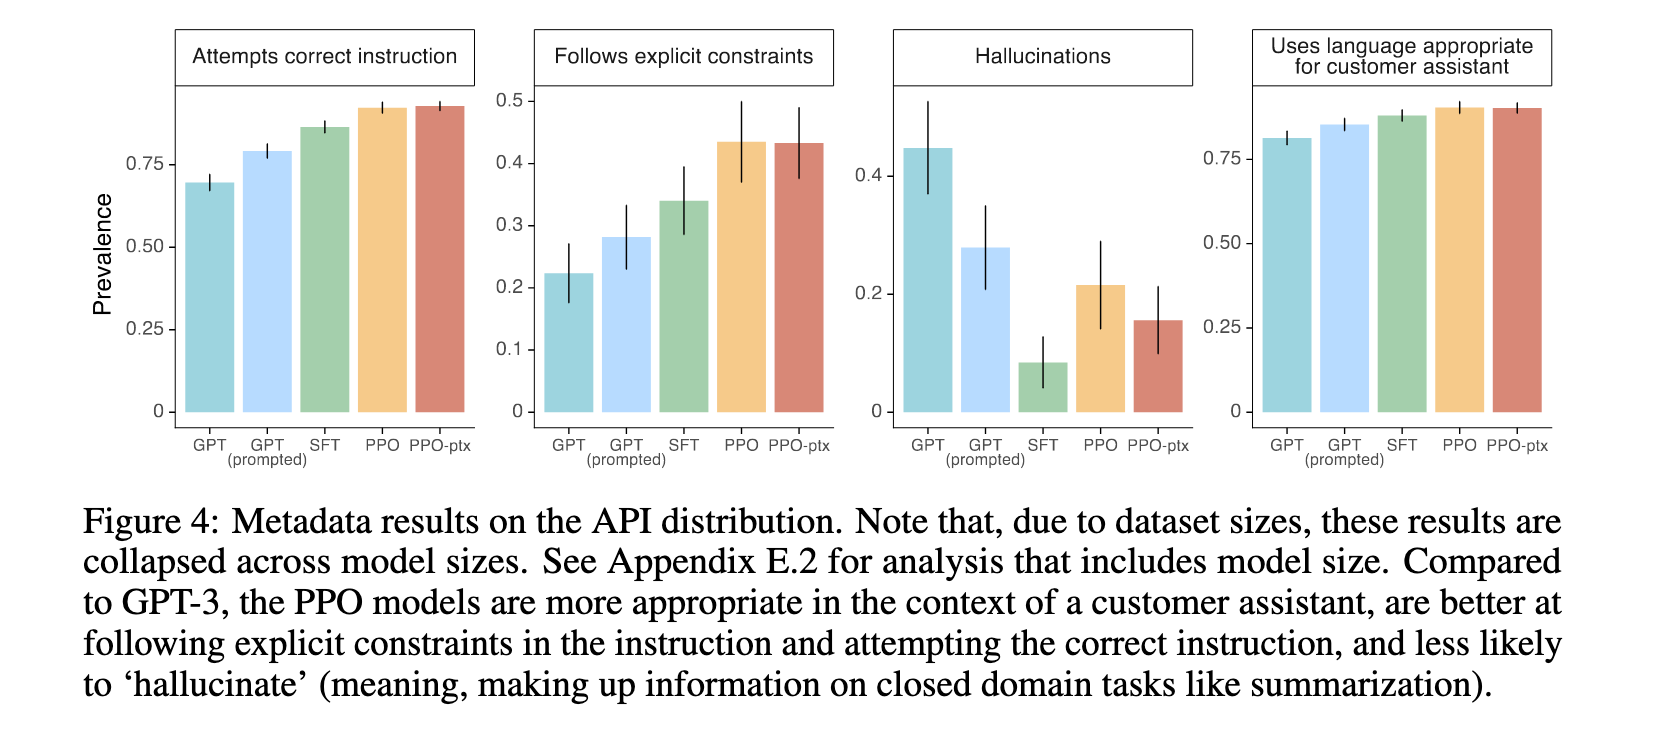 Attempts correct instruction
Follows explicit constraints
Hallucinations
Uses language appropriate
for customer assistant
Prevalence
0.75
0.50
0.25
0
GPT
GPT
(prompted)
SFT
PPO
PPO-ptx
0.5
0.4
0.3
0.2
0.1
0
GPT
GPT
(prompted)
SFT
PPO
PPO-ptx
0.4
0.2
0
GPT
GPT
(prompted)
SFT
PPO
PPO-ptx
0.75
0.50
0.25
0
GPT
GPT
(prompted)
SFT
PPO
PPO-ptx
Figure 4: Metadata results on the API distribution. Note that, due to dataset sizes, these results are
collapsed across model sizes. See Appendix E.2 for analysis that includes model size. Compared
to GPT-3, the PPO models are more appropriate in the context of a customer assistant, are better at
following explicit constraints in the instruction and attempting the correct instruction, and less likely
to ‘hallucinate’ (meaning, making up information on closed domain tasks like summarization).